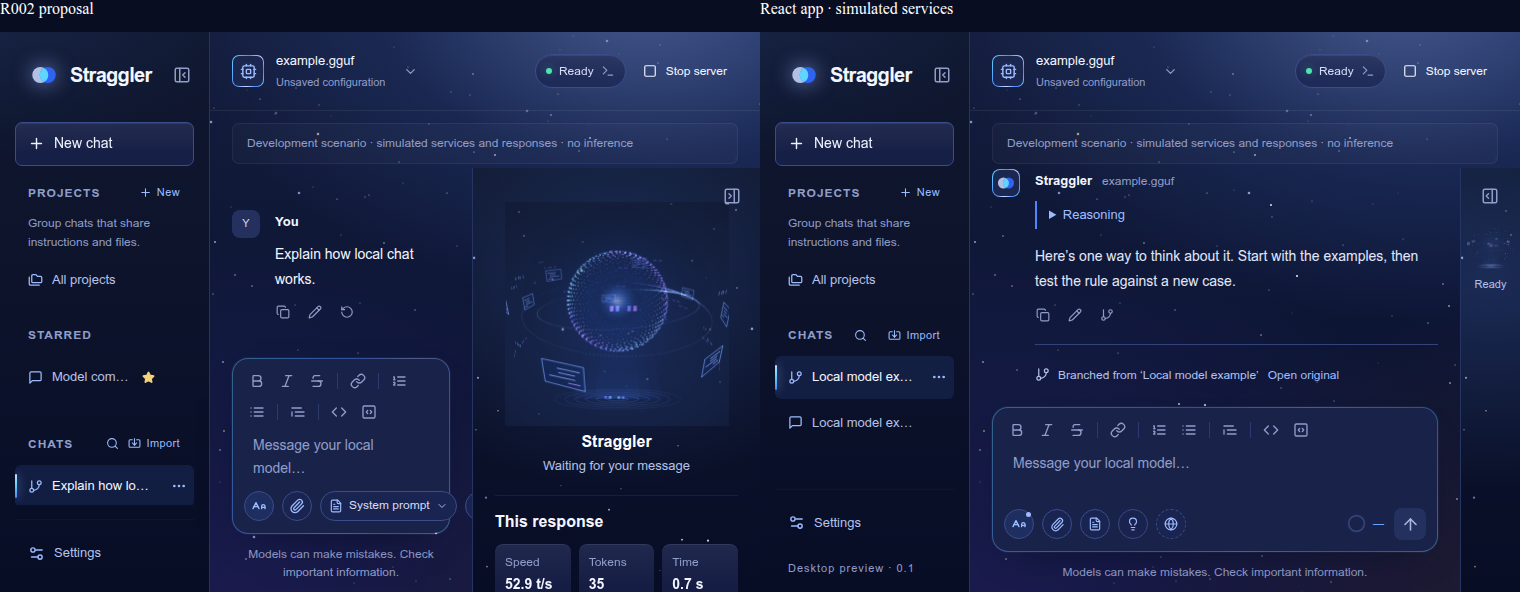 R002 proposal
Straggler
New chat
PROJECTS
New
Group chats that share
instructions and files.
All projects
STARRED
Model com…
CHATS
Import
Explain how lo…
Settings
example.gguf
Unsaved configuration
Ready
Stop server
Development scenario · simulated services and responses · no inference
Y
You
Explain how local chat
works.
Message your local
model…
System prompt
Models can make mistakes. Check
important information.
Straggler
Waiting for your message
This response
Speed
52.9 t/s
Tokens
35
Time
0.7 s
React app · simulated services
Straggler
New chat
PROJECTS
New
Group chats that share
instructions and files.
All projects
CHATS
Import
Local model ex…
Local model ex…
Settings
Desktop preview · 0.1
example.gguf
Unsaved configuration
Ready
Stop server
Development scenario · simulated services and responses · no inference
Straggler example.gguf
Reasoning
Here’s one way to think about it. Start with the examples, then
test the rule against a new case.
Branched from ‘Local model example’ Open original
Message your local model…
Models can make mistakes. Check important information.
Ready